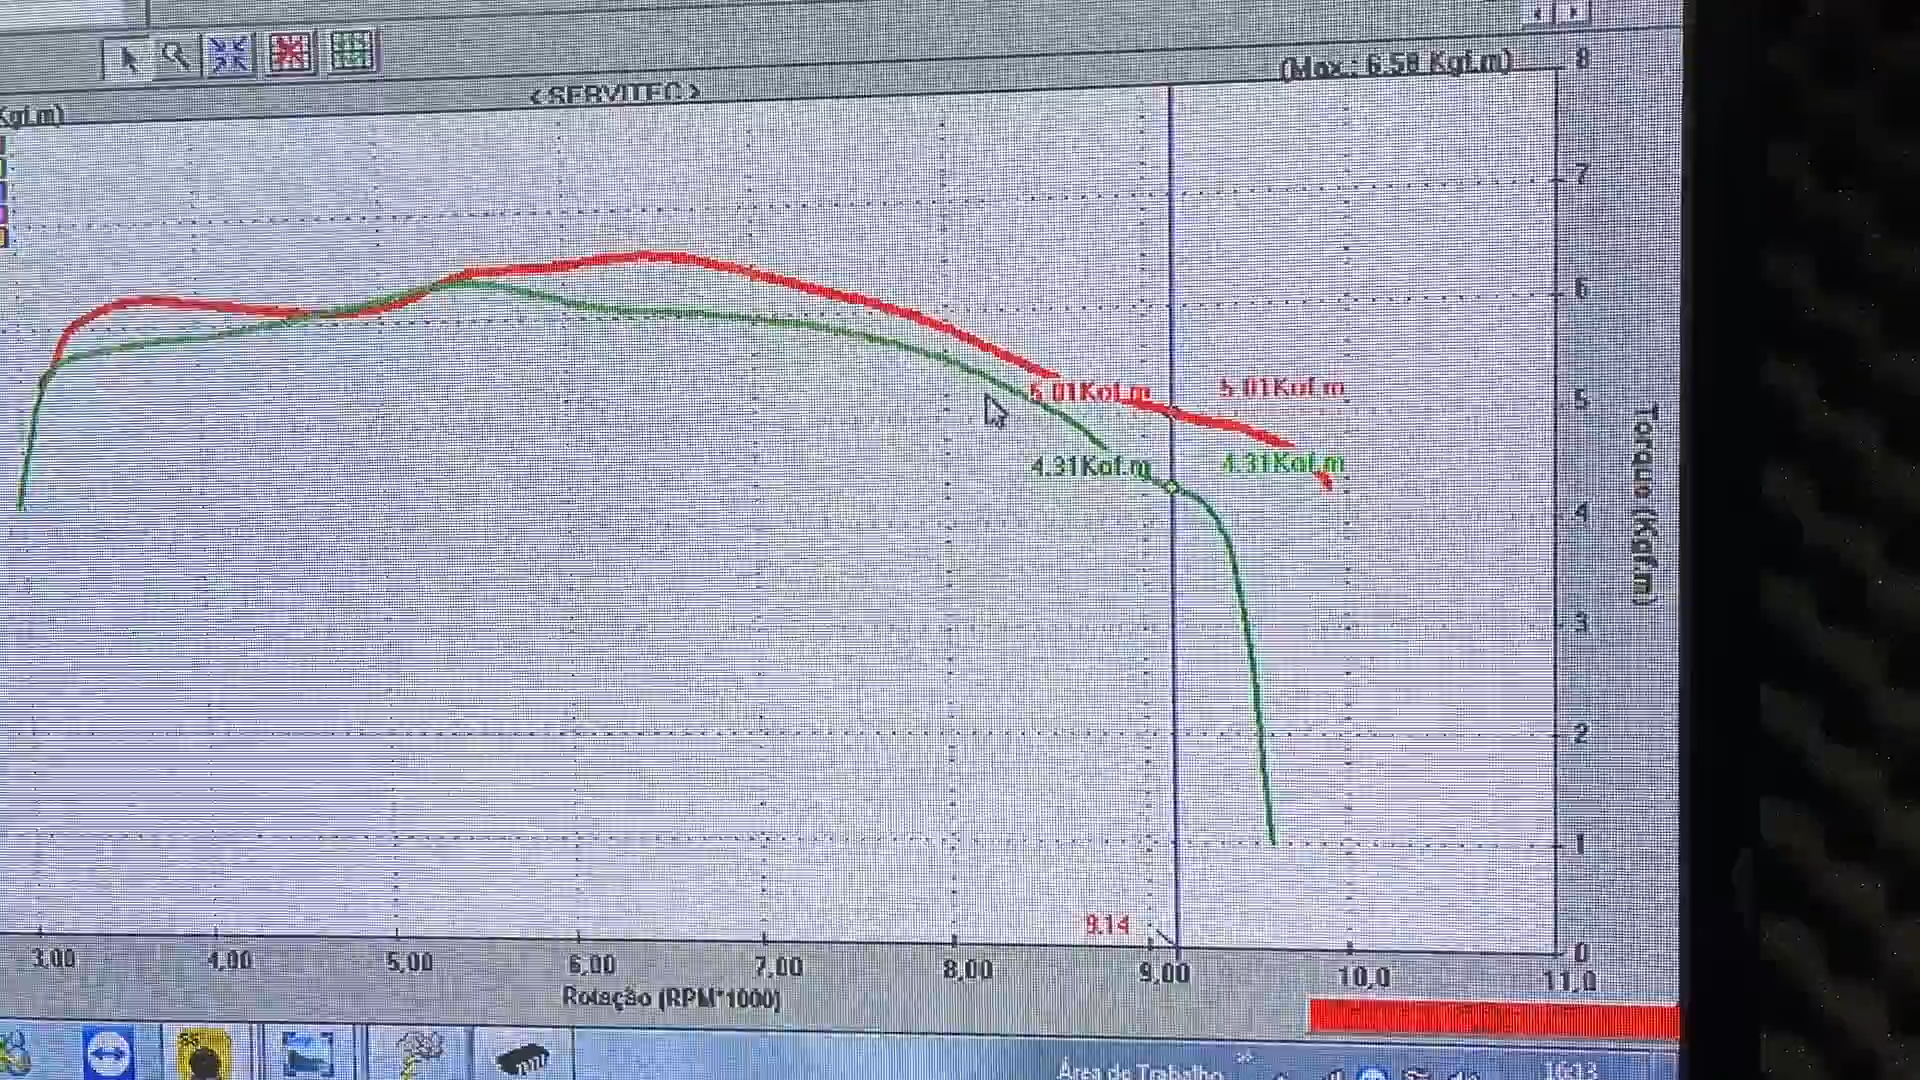 (Max.: 6.58 Kgf.m)
<SERVITEC>
Kgf.m)
8
7
6
5
4
3
2
1
0
Torque (Kgf.m)
5.01Kgf.m
5.01Kgf.m
4.31Kgf.m
4.31Kgf.m
9.14
3,00 4,00 5,00 6,00 7,00 8,00 9,00 10,0 11,0
Rotação (RPM*1000)
Área de Trabalho
16:13